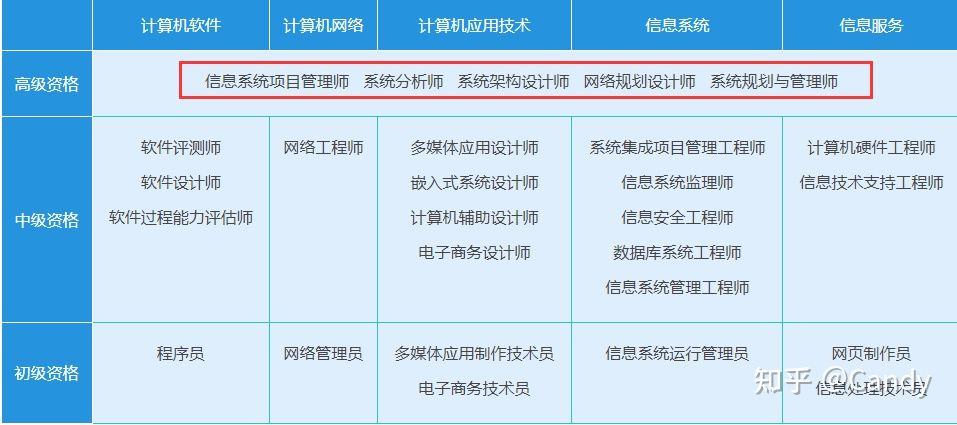 计算机软件 计算机网络 计算机应用技术 信息系统 信息服务
高级资格 信息系统项目管理师 系统分析师 系统架构设计师 网络规划设计师 系统规划与管理师
中级资格
软件评测师 网络工程师 多媒体应用设计师 系统集成项目管理工程师 计算机硬件工程师
软件设计师 嵌入式系统设计师 信息系统监理师 信息技术支持工程师
软件过程能力评估师 计算机辅助设计师 信息安全工程师
电子商务设计师 数据库系统工程师
信息系统管理工程师
初级资格
程序员 网络管理员 多媒体应用制作技术员 信息系统运行管理员 网页制作员
电子商务技术员 信息处理技术员
知乎 @Candy